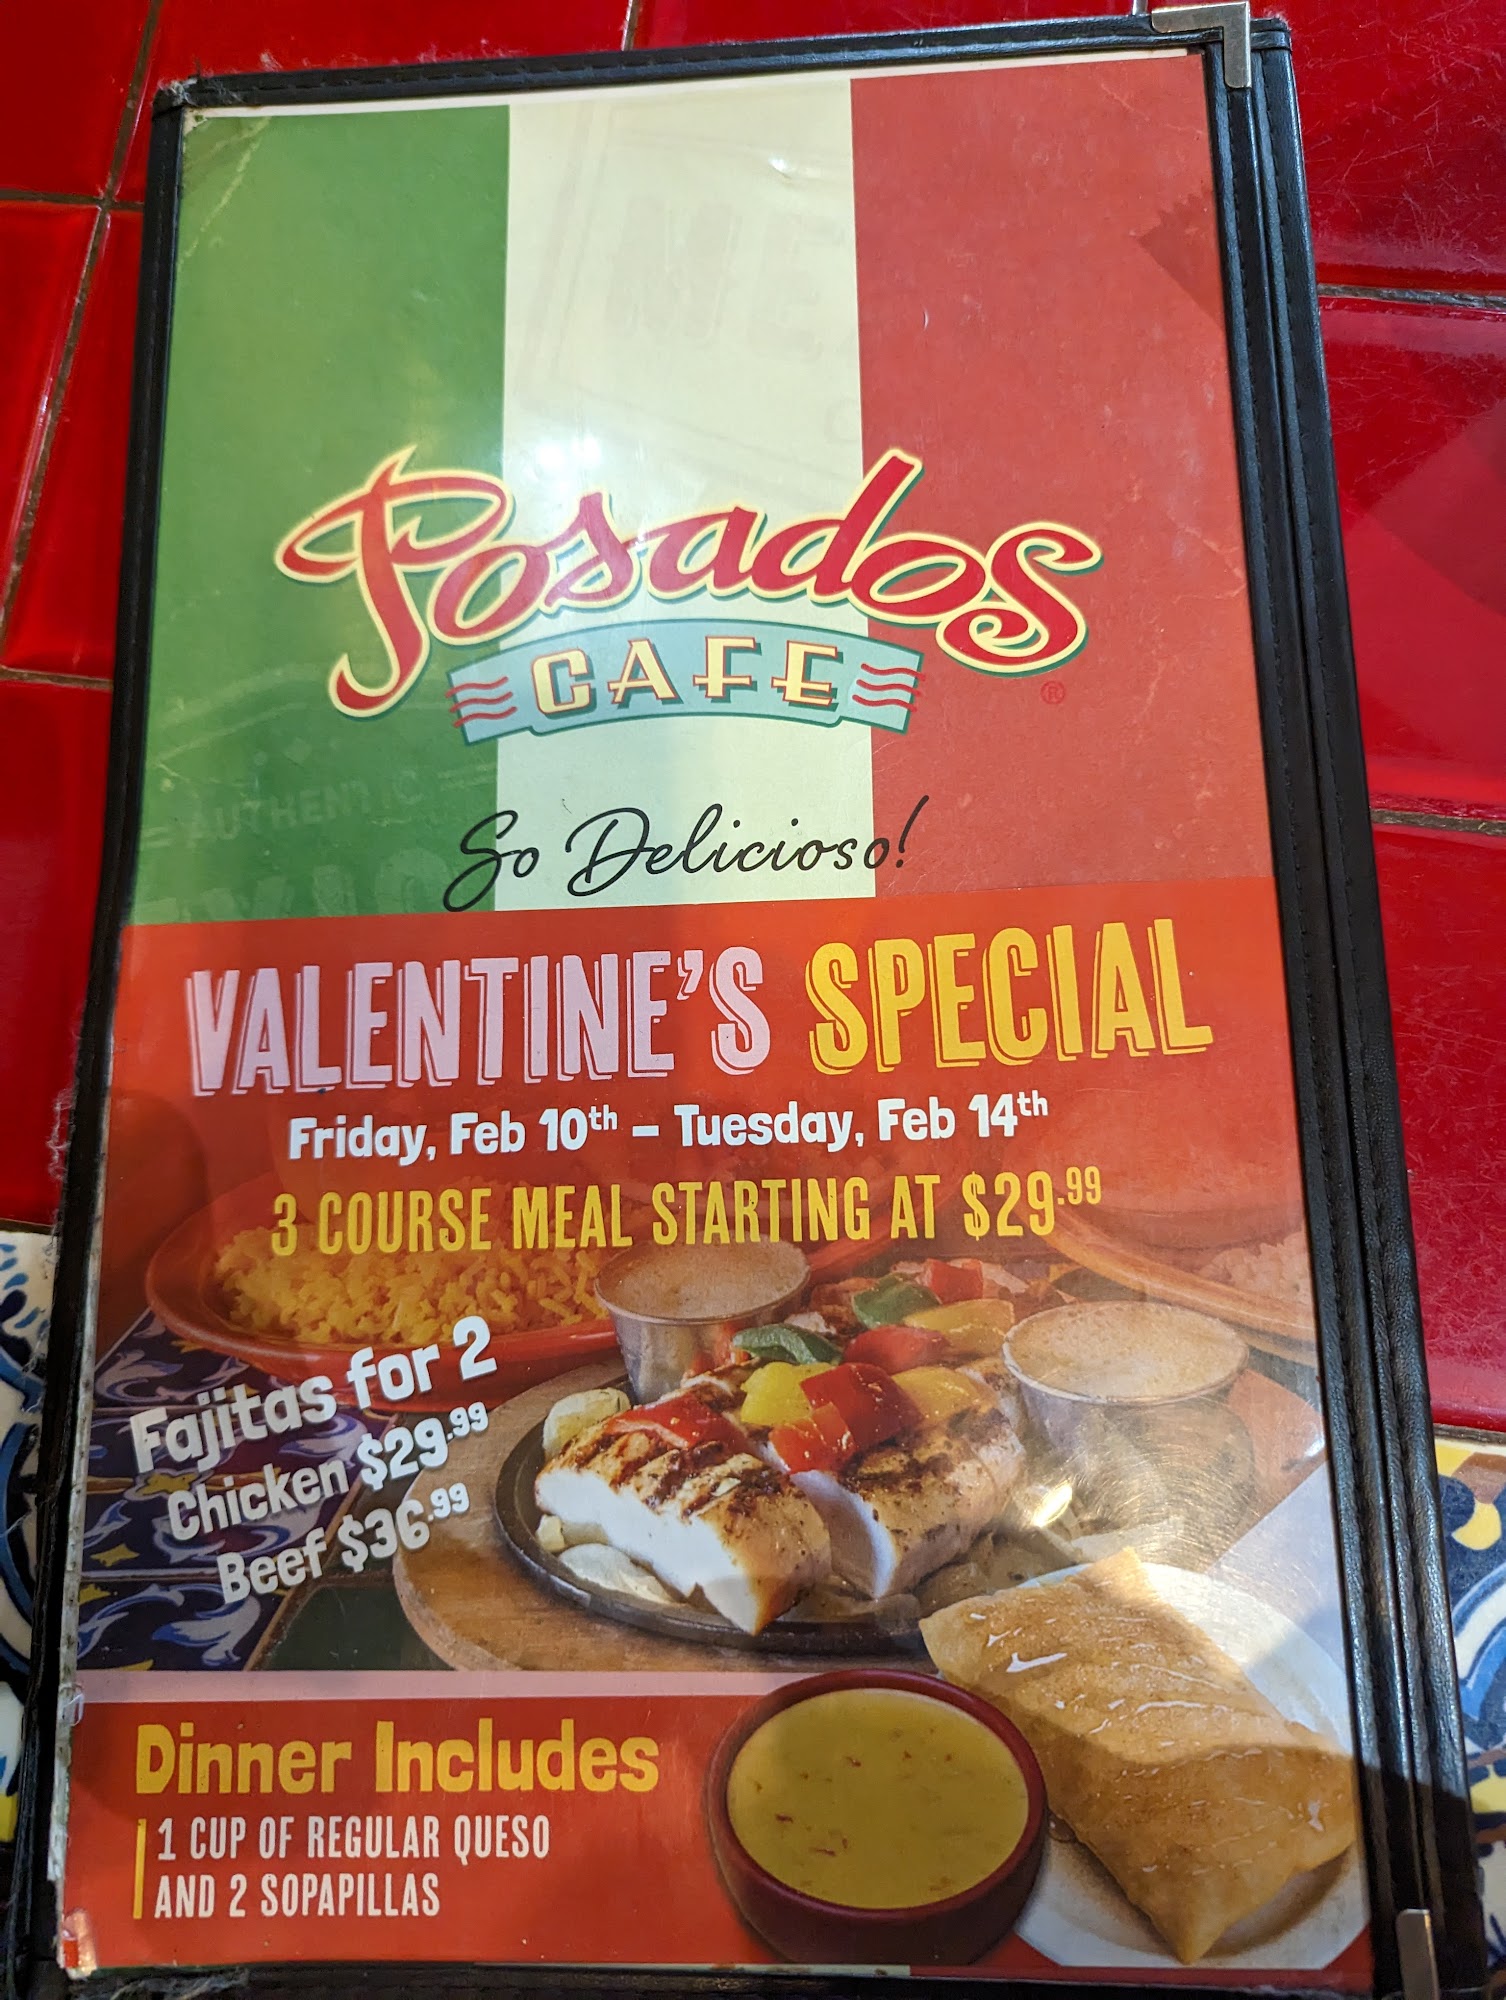 Posados
CAFE
®
So Delicioso!
AUTHENTIC
VALENTINE'S SPECIAL
Friday, Feb 10th – Tuesday, Feb 14th
3 COURSE MEAL STARTING AT $29.99
Fajitas for 2
Chicken $29.99
Beef $36.99
Dinner Includes
1 CUP OF REGULAR QUESO
AND 2 SOPAPILLAS